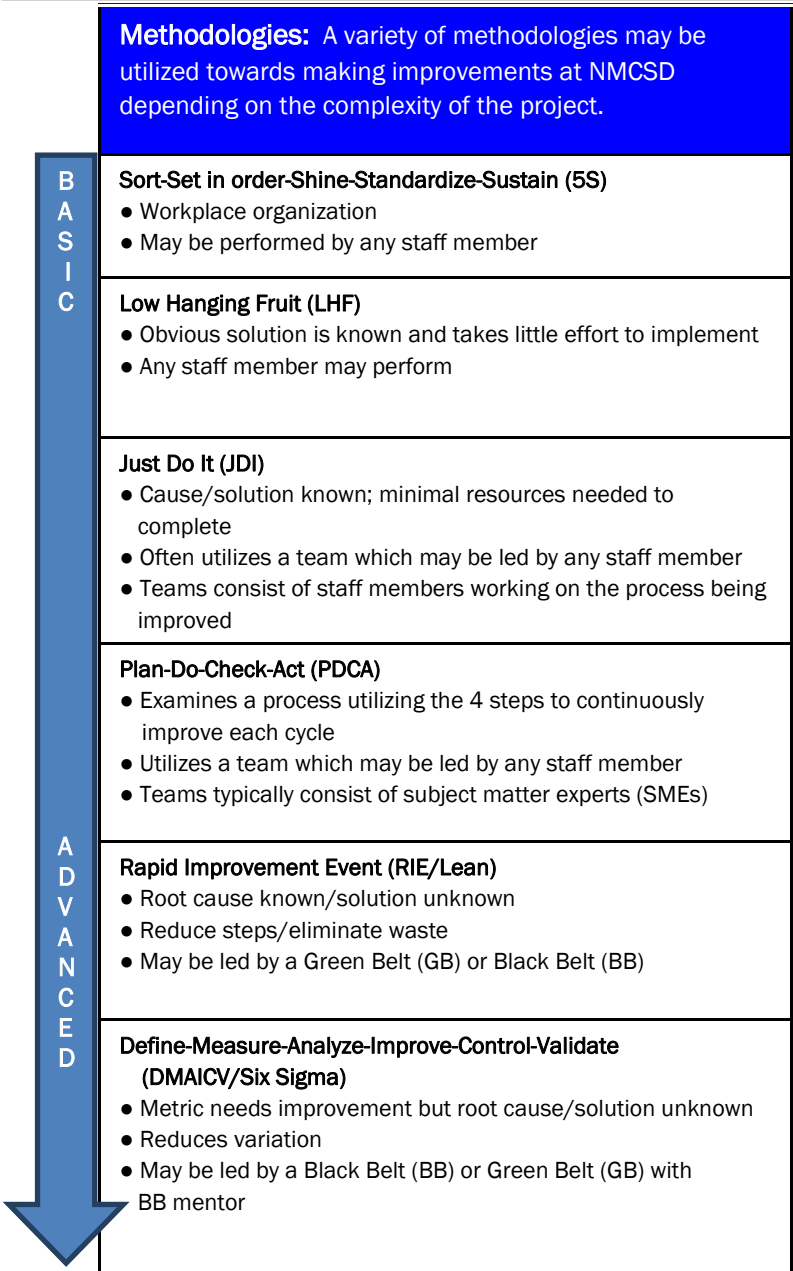 Methodologies: A variety of methodologies may be
utilized towards making improvements at NMCSD
depending on the complexity of the project.
BASIC
Sort-Set in order-Shine-Standardize-Sustain (5S)
● Workplace organization
● May be performed by any staff member
Low Hanging Fruit (LHF)
● Obvious solution is known and takes little effort to implement
● Any staff member may perform
Just Do It (JDI)
● Cause/solution known; minimal resources needed to
complete
● Often utilizes a team which may be led by any staff member
● Teams consist of staff members working on the process being
improved
Plan-Do-Check-Act (PDCA)
● Examines a process utilizing the 4 steps to continuously
improve each cycle
● Utilizes a team which may be led by any staff member
● Teams typically consist of subject matter experts (SMEs)
ADVANCED
Rapid Improvement Event (RIE/Lean)
● Root cause known/solution unknown
● Reduce steps/eliminate waste
● May be led by a Green Belt (GB) or Black Belt (BB)
Define-Measure-Analyze-Improve-Control-Validate
(DMAICV/Six Sigma)
● Metric needs improvement but root cause/solution unknown
● Reduces variation
● May be led by a Black Belt (BB) or Green Belt (GB) with
BB mentor